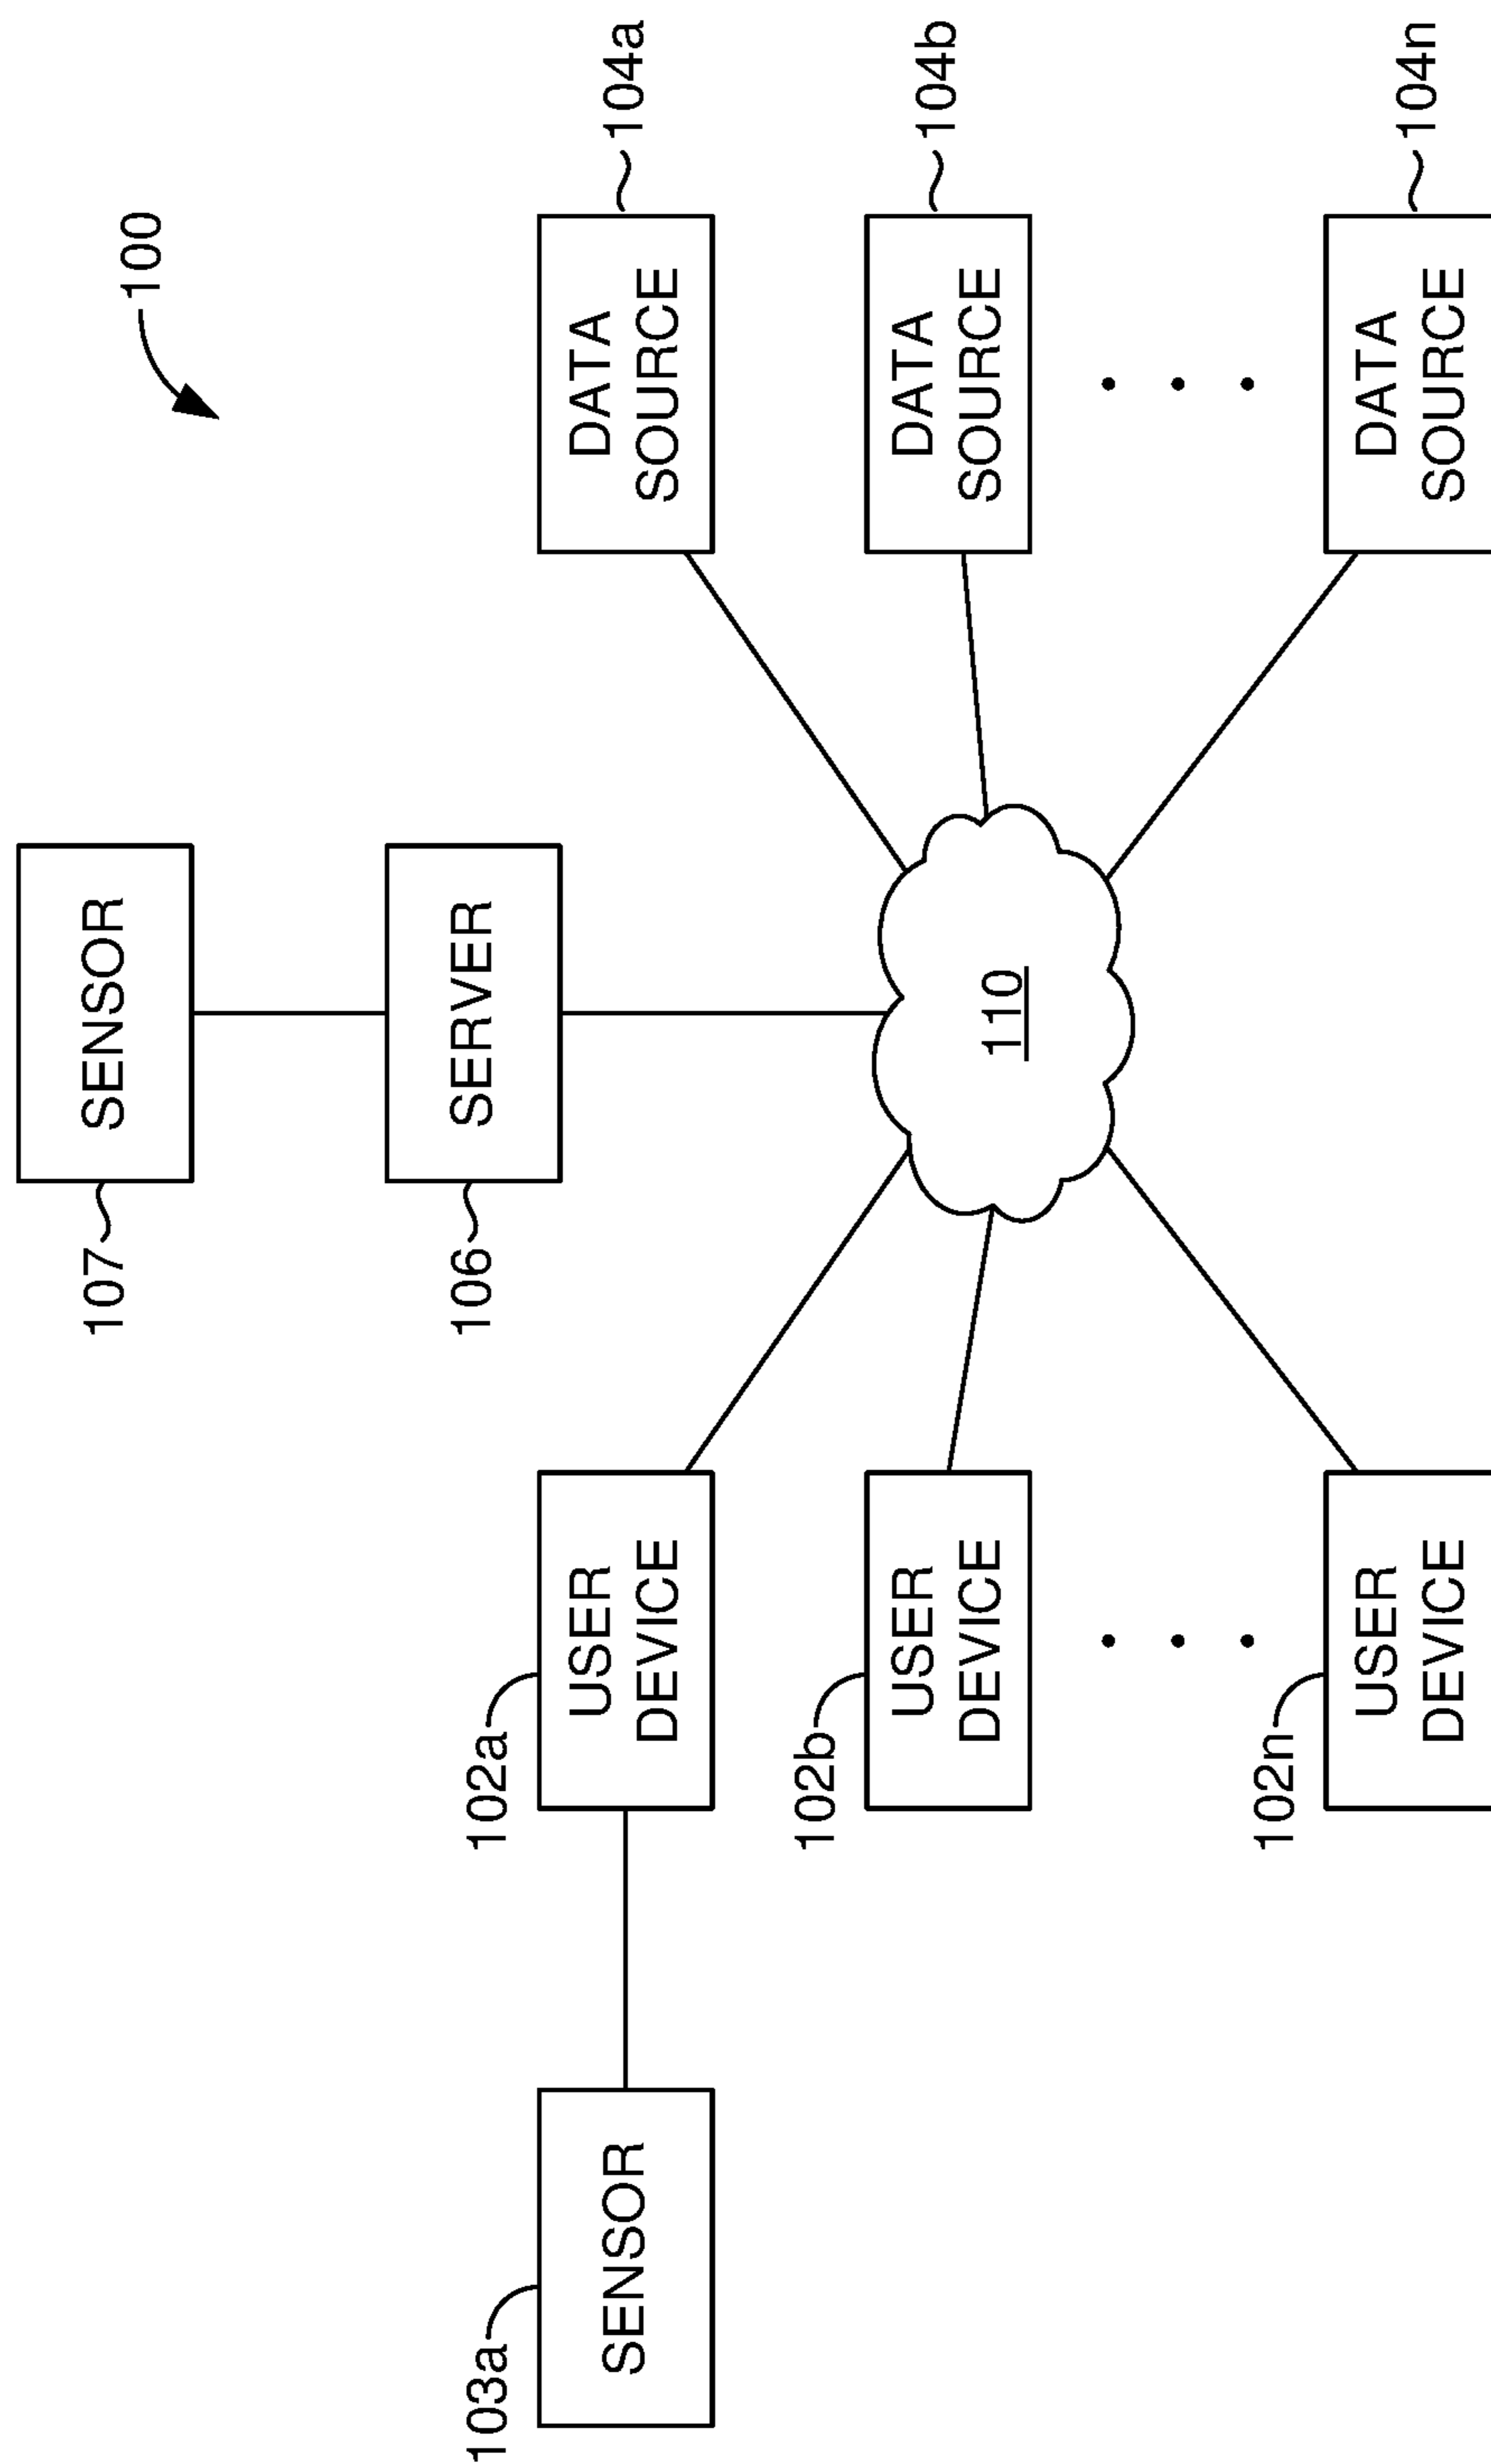 100
107
SENSOR
106
SERVER
103a
SENSOR
102a
USER
DEVICE
DATA
SOURCE
104a
102b
USER
DEVICE
110
DATA
SOURCE
104b
102n
USER
DEVICE
DATA
SOURCE
104n